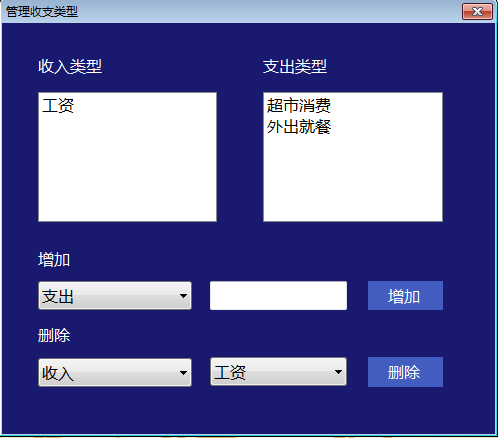 管理收支类型
收入类型 支出类型
工资 超市消费
外出就餐
增加
支出 增加
删除
收入 工资 删除